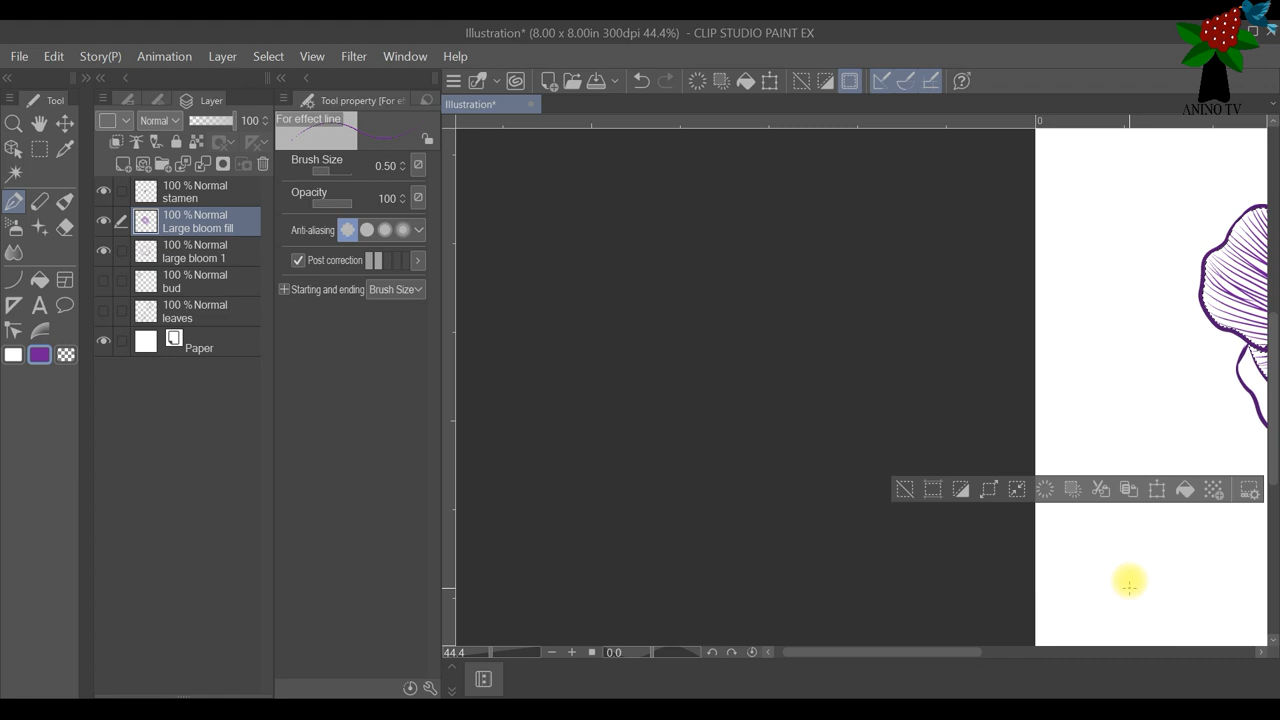 Illustration* (8.00 x 8.00in 300dpi 44.4%) - CLIP STUDIO PAINT EX
ANINO TV
File Edit Story(P) Animation Layer Select View Filter Window Help
Tool
Layer
Tool property [For ef
Illustration*
Normal 100
For effect line
Brush Size 0.50
Opacity 100
Anti-aliasing
Post correction
Starting and ending Brush Size
100 % Normal
stamen
100 % Normal
Large bloom fill
100 % Normal
large bloom 1
100 % Normal
bud
100 % Normal
leaves
Paper
0
44.4 0.0